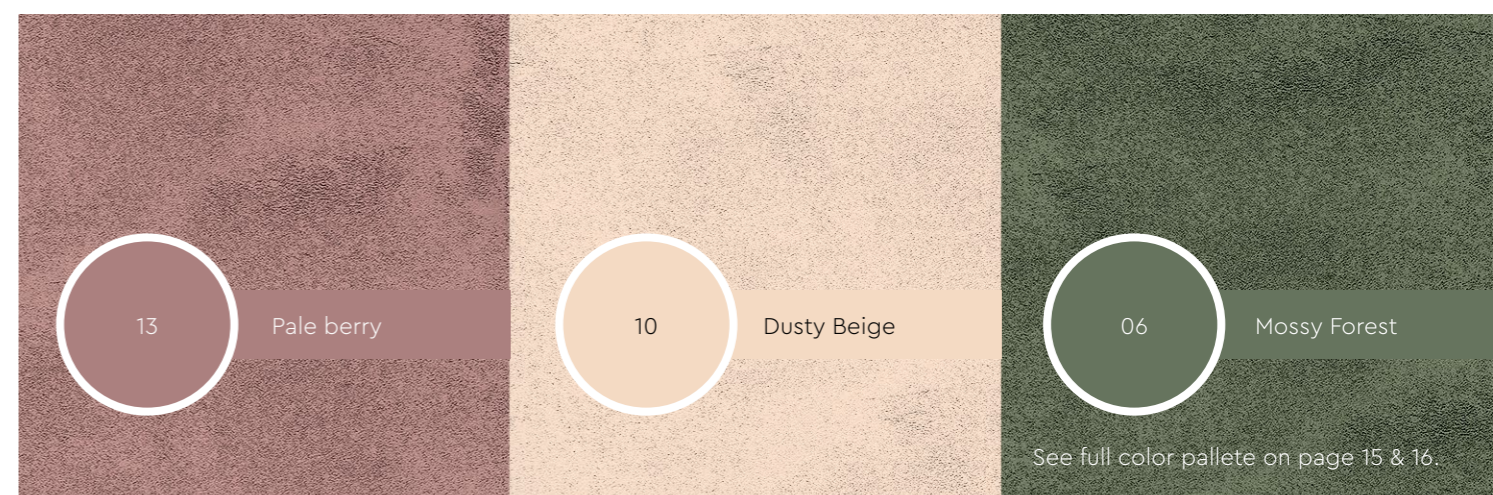 13 Pale berry
10 Dusty Beige
06 Mossy Forest
See full color pallete on page 15 & 16.